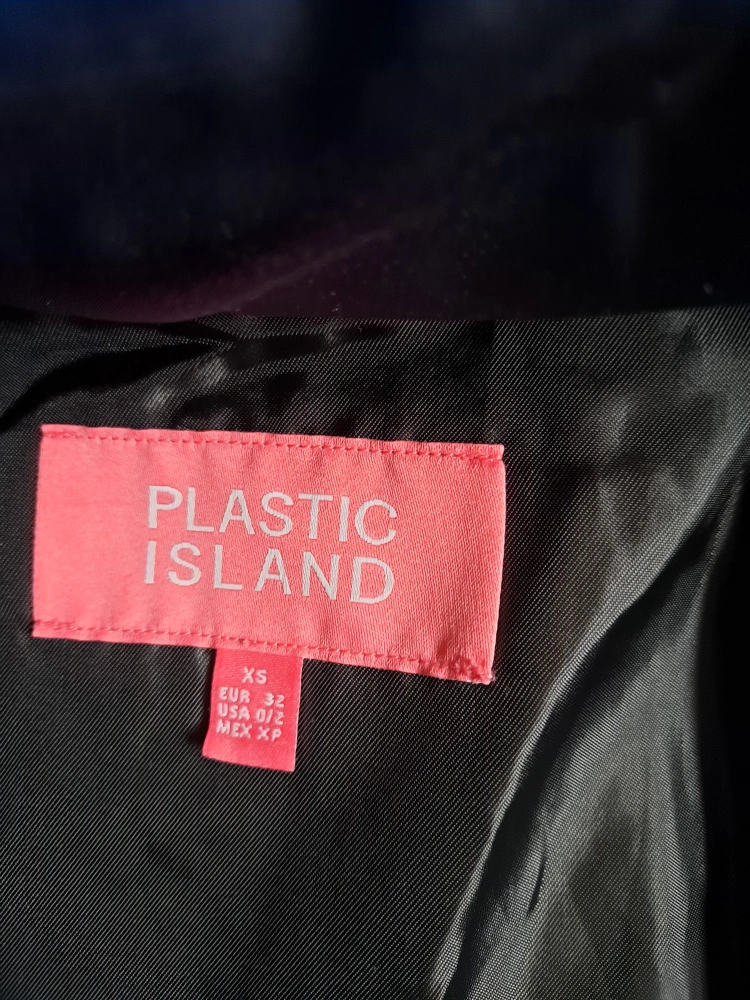 PLASTIC
ISLAND
XS
EUR 32
USA 0/2
MEX XP